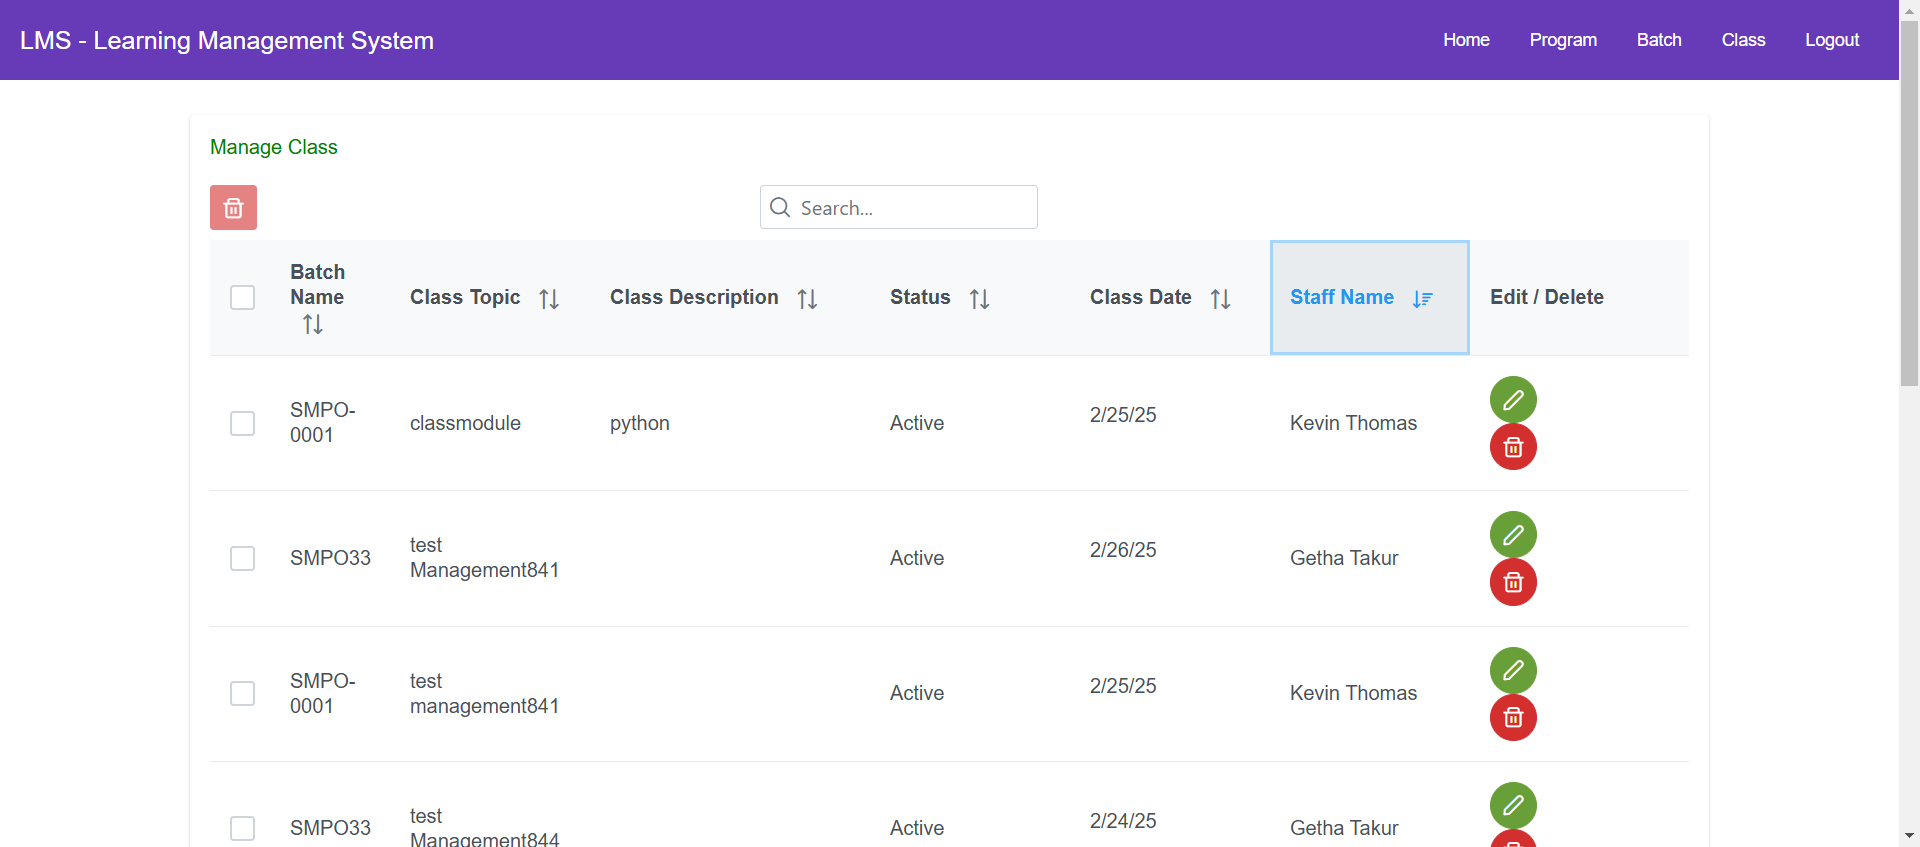 LMS - Learning Management System
Home Program Batch Class Logout
Manage Class
Search...
Batch
Name
Class Topic Class Description Status Class Date Staff Name Edit / Delete
SMPO-
0001
classmodule python Active 2/25/25 Kevin Thomas
SMPO33
test
Management841
Active 2/26/25 Getha Takur
SMPO-
0001
test
management841
Active 2/25/25 Kevin Thomas
SMPO33
test
Management844
Active 2/24/25 Getha Takur